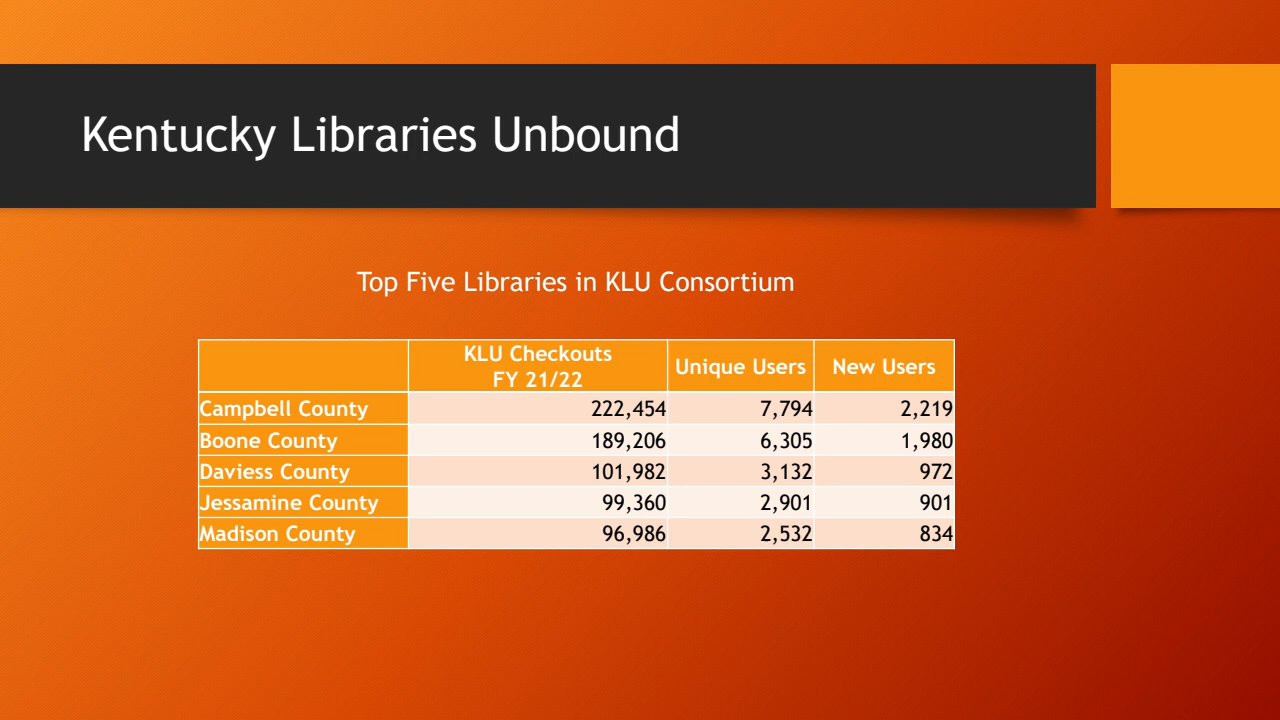 Kentucky Libraries Unbound
Top Five Libraries in KLU Consortium
KLU Checkouts
FY 21/22
Unique Users
New Users
Campbell County 222,454 7,794 2,219
Boone County 189,206 6,305 1,980
Daviess County 101,982 3,132 972
Jessamine County 99,360 2,901 901
Madison County 96,986 2,532 834